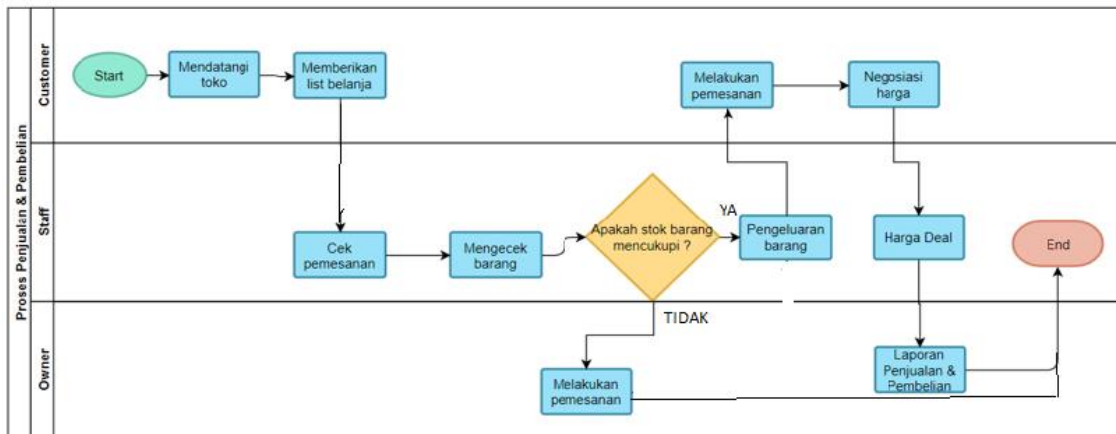 Proses Penjualan & Pembelian
Customer
Start
Mendatangi
toko
Memberikan
list belanja
Melakukan
pemesanan
Negosiasi
harga
Staff
Cek
pemesanan
Mengecek
barang
Apakah stok barang
mencukupi ?
YA
Pengeluaran
barang
Harga Deal
End
Owner
TIDAK
Melakukan
pemesanan
Laporan
Penjualan &
Pembelian